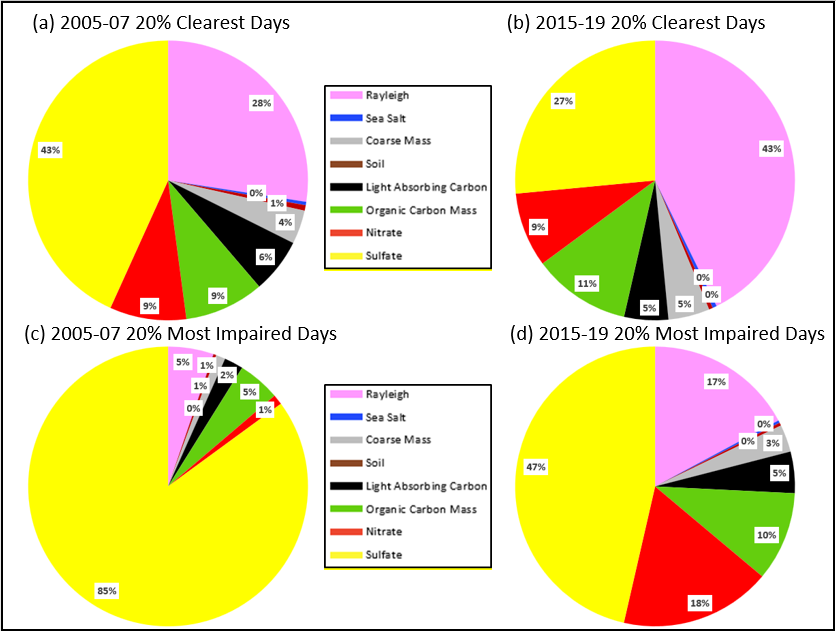 (a) 2005-07 20% Clearest Days
28%
0%
1%
4%
6%
9%
9%
43%
Rayleigh
Sea Salt
Coarse Mass
Soil
Light Absorbing Carbon
Organic Carbon Mass
Nitrate
Sulfate
(b) 2015-19 20% Clearest Days
43%
0%
0%
5%
5%
11%
9%
27%
(c) 2005-07 20% Most Impaired Days
5%
0%
1%
1%
2%
5%
1%
85%
Rayleigh
Sea Salt
Coarse Mass
Soil
Light Absorbing Carbon
Organic Carbon Mass
Nitrate
Sulfate
(d) 2015-19 20% Most Impaired Days
17%
0%
0%
3%
5%
10%
18%
47%